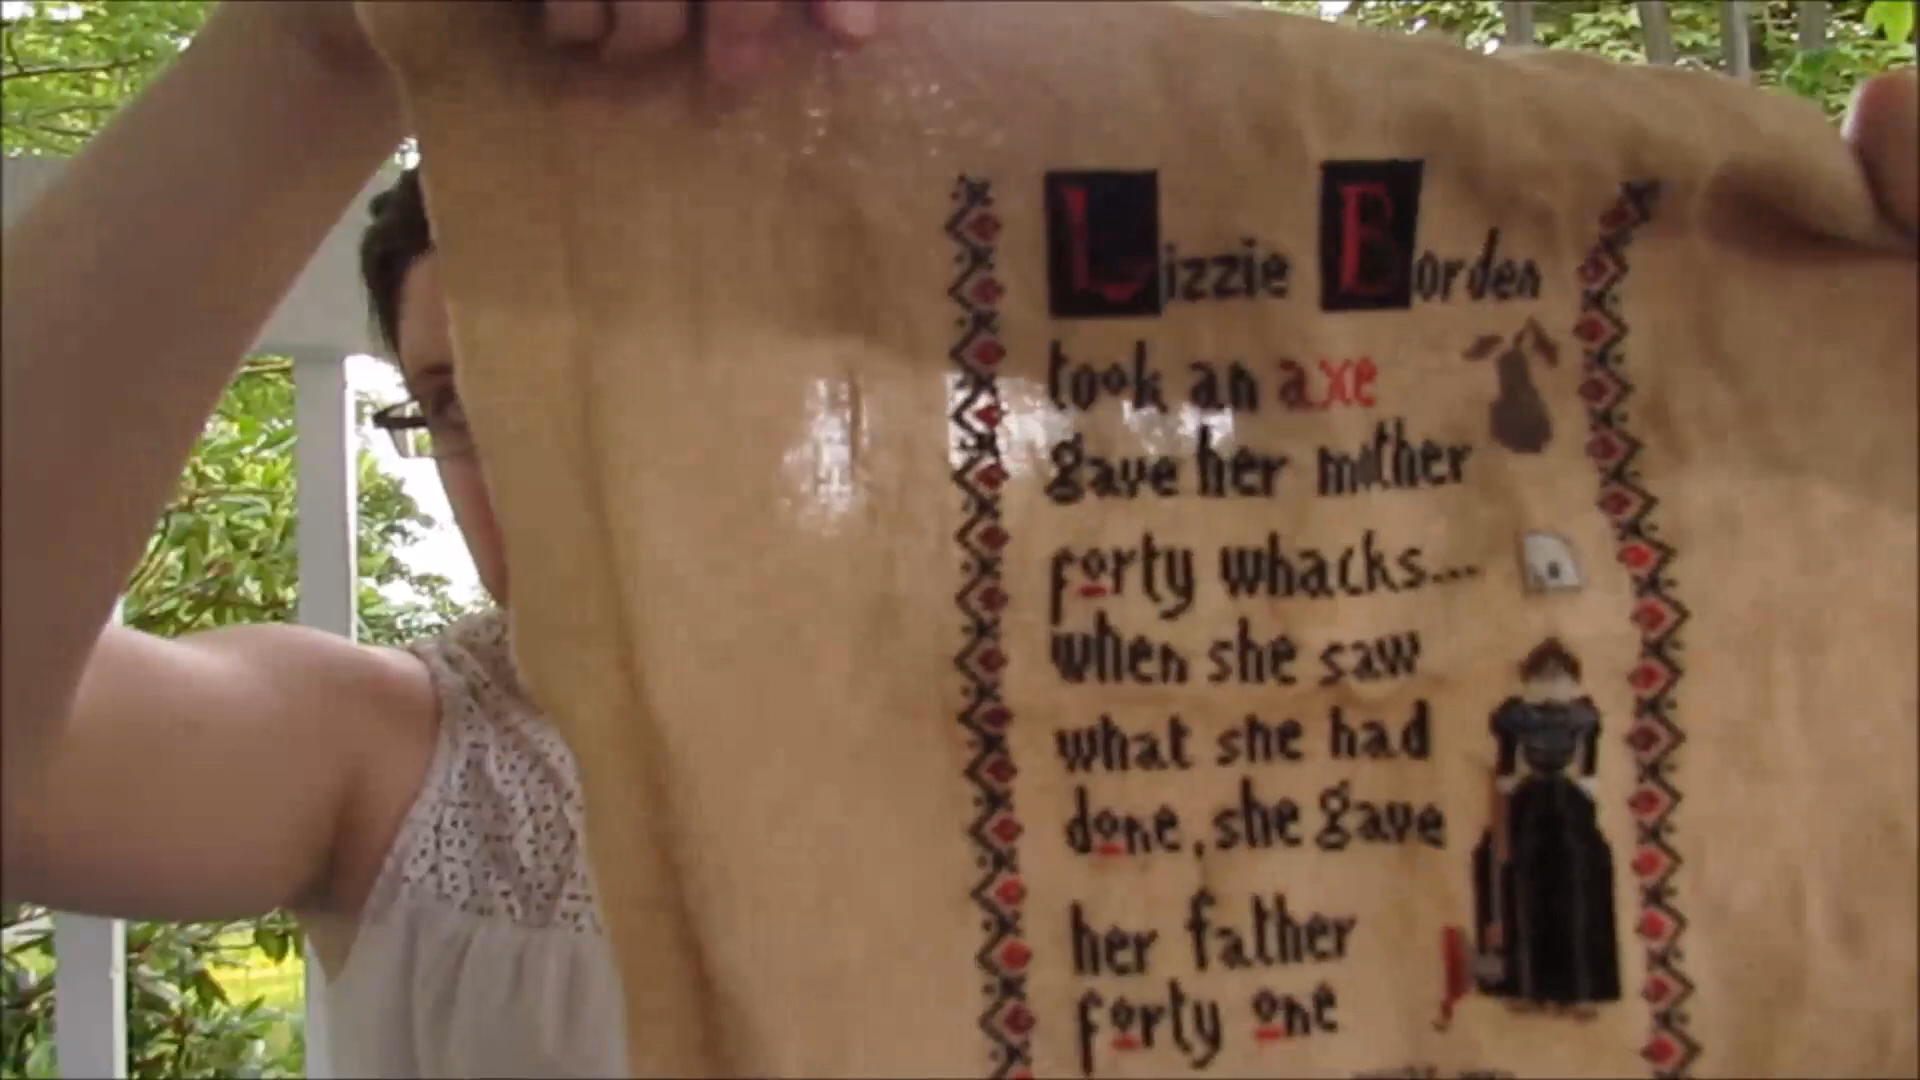 Lizzie Borden
took an axe
gave her mother
forty whacks...
when she saw
what she had
done, she gave
her father
forty one